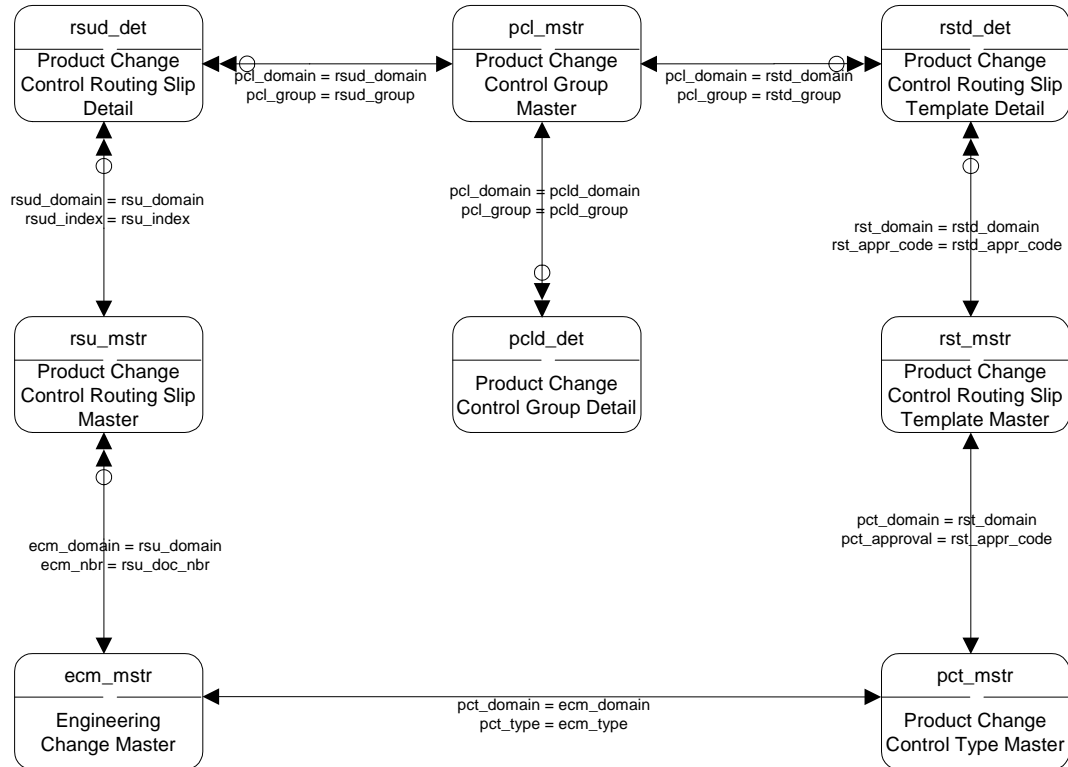 rsud_det
Product Change
Control Routing Slip
Detail
pcl_domain = rsud_domain
pcl_group = rsud_group
pcl_mstr
Product Change
Control Group
Master
pcl_domain = rstd_domain
pcl_group = rstd_group
rstd_det
Product Change
Control Routing Slip
Template Detail
rsud_domain = rsu_domain
rsud_index = rsu_index
pcl_domain = pcld_domain
pcl_group = pcld_group
rst_domain = rstd_domain
rst_appr_code = rstd_appr_code
rsu_mstr
Product Change
Control Routing Slip
Master
pcld_det
Product Change
Control Group Detail
rst_mstr
Product Change
Control Routing Slip
Template Master
ecm_domain = rsu_domain
ecm_nbr = rsu_doc_nbr
pct_domain = rst_domain
pct_approval = rst_appr_code
ecm_mstr
Engineering
Change Master
pct_domain = ecm_domain
pct_type = ecm_type
pct_mstr
Product Change
Control Type Master